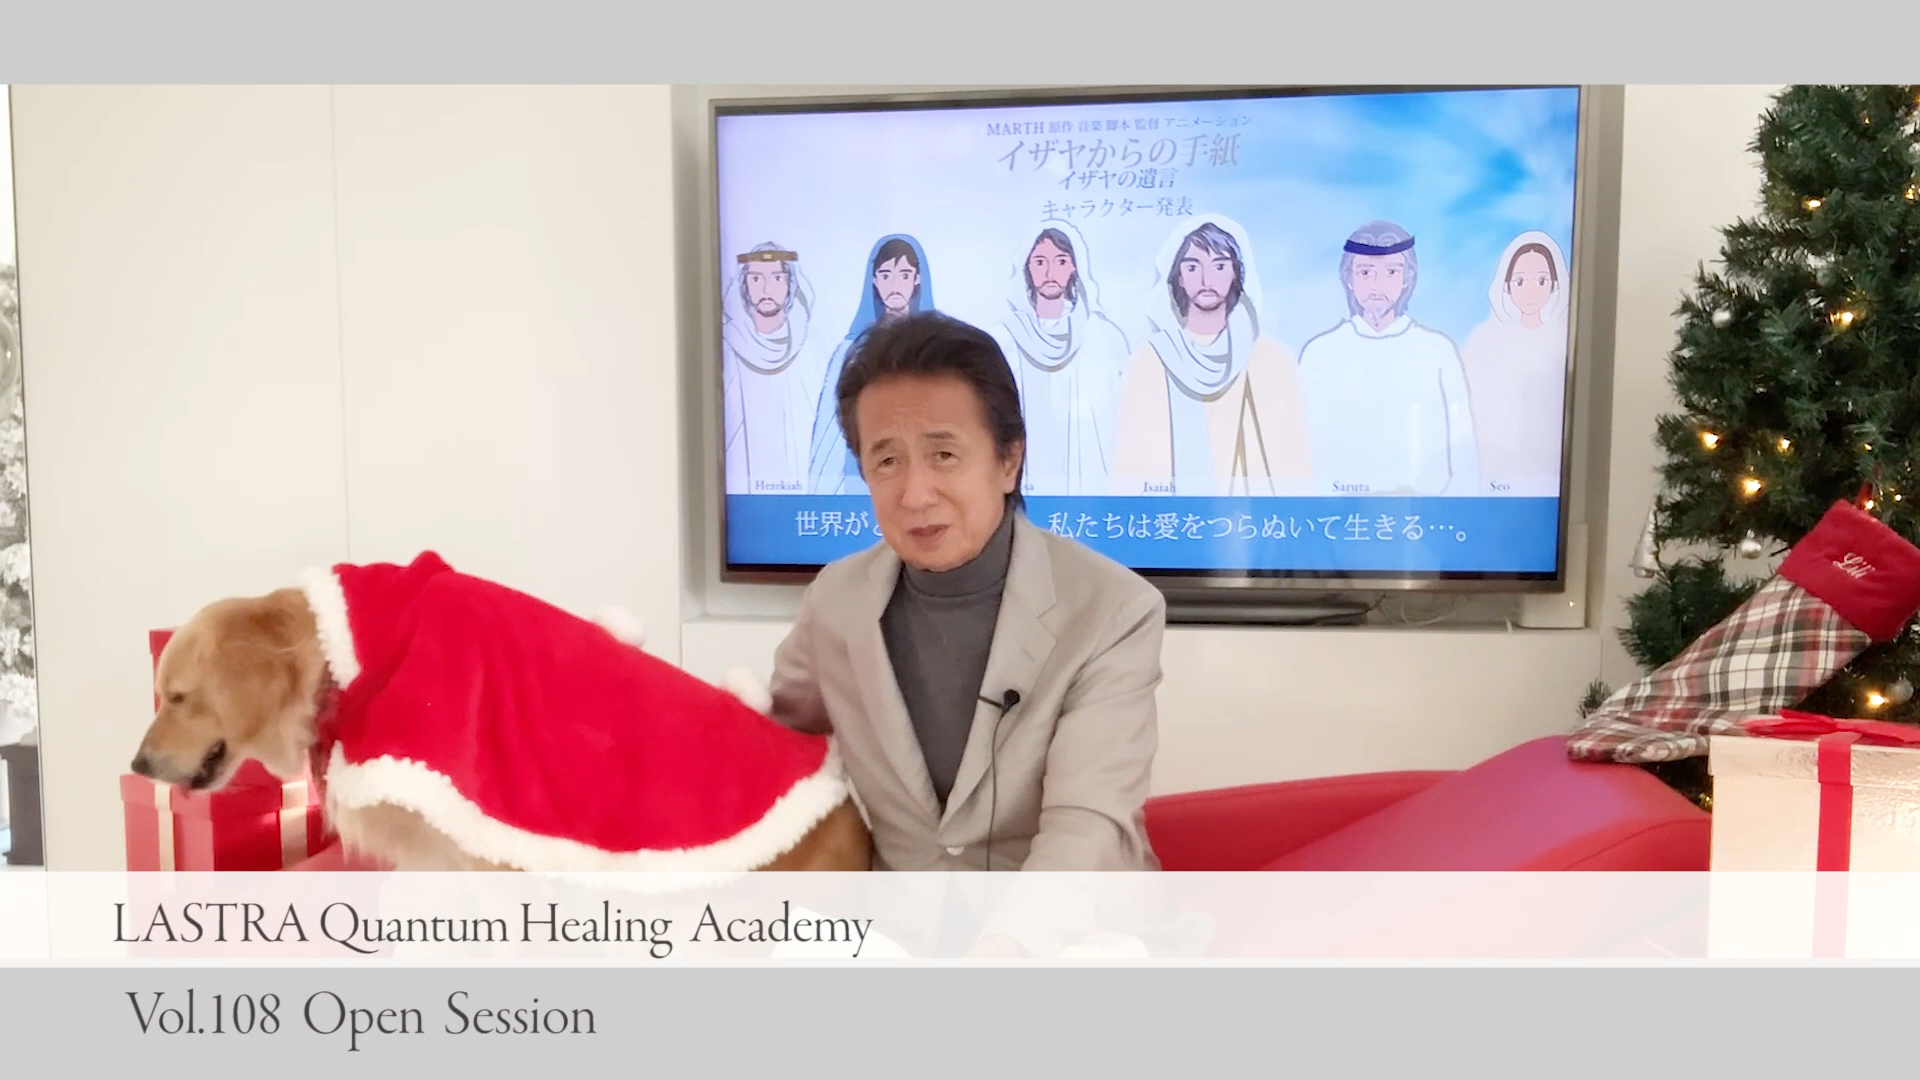 MARTH 原作 音楽 脚本 監督 アニメーション
イザヤからの手紙
イザヤの遺言
キャラクター発表
Hezekiah
Isaiah
Saruta
Seo
世界が
私たちは愛をつらぬいて生きる…。
Lili
LASTRA Quantum Healing Academy
Vol.108 Open Session